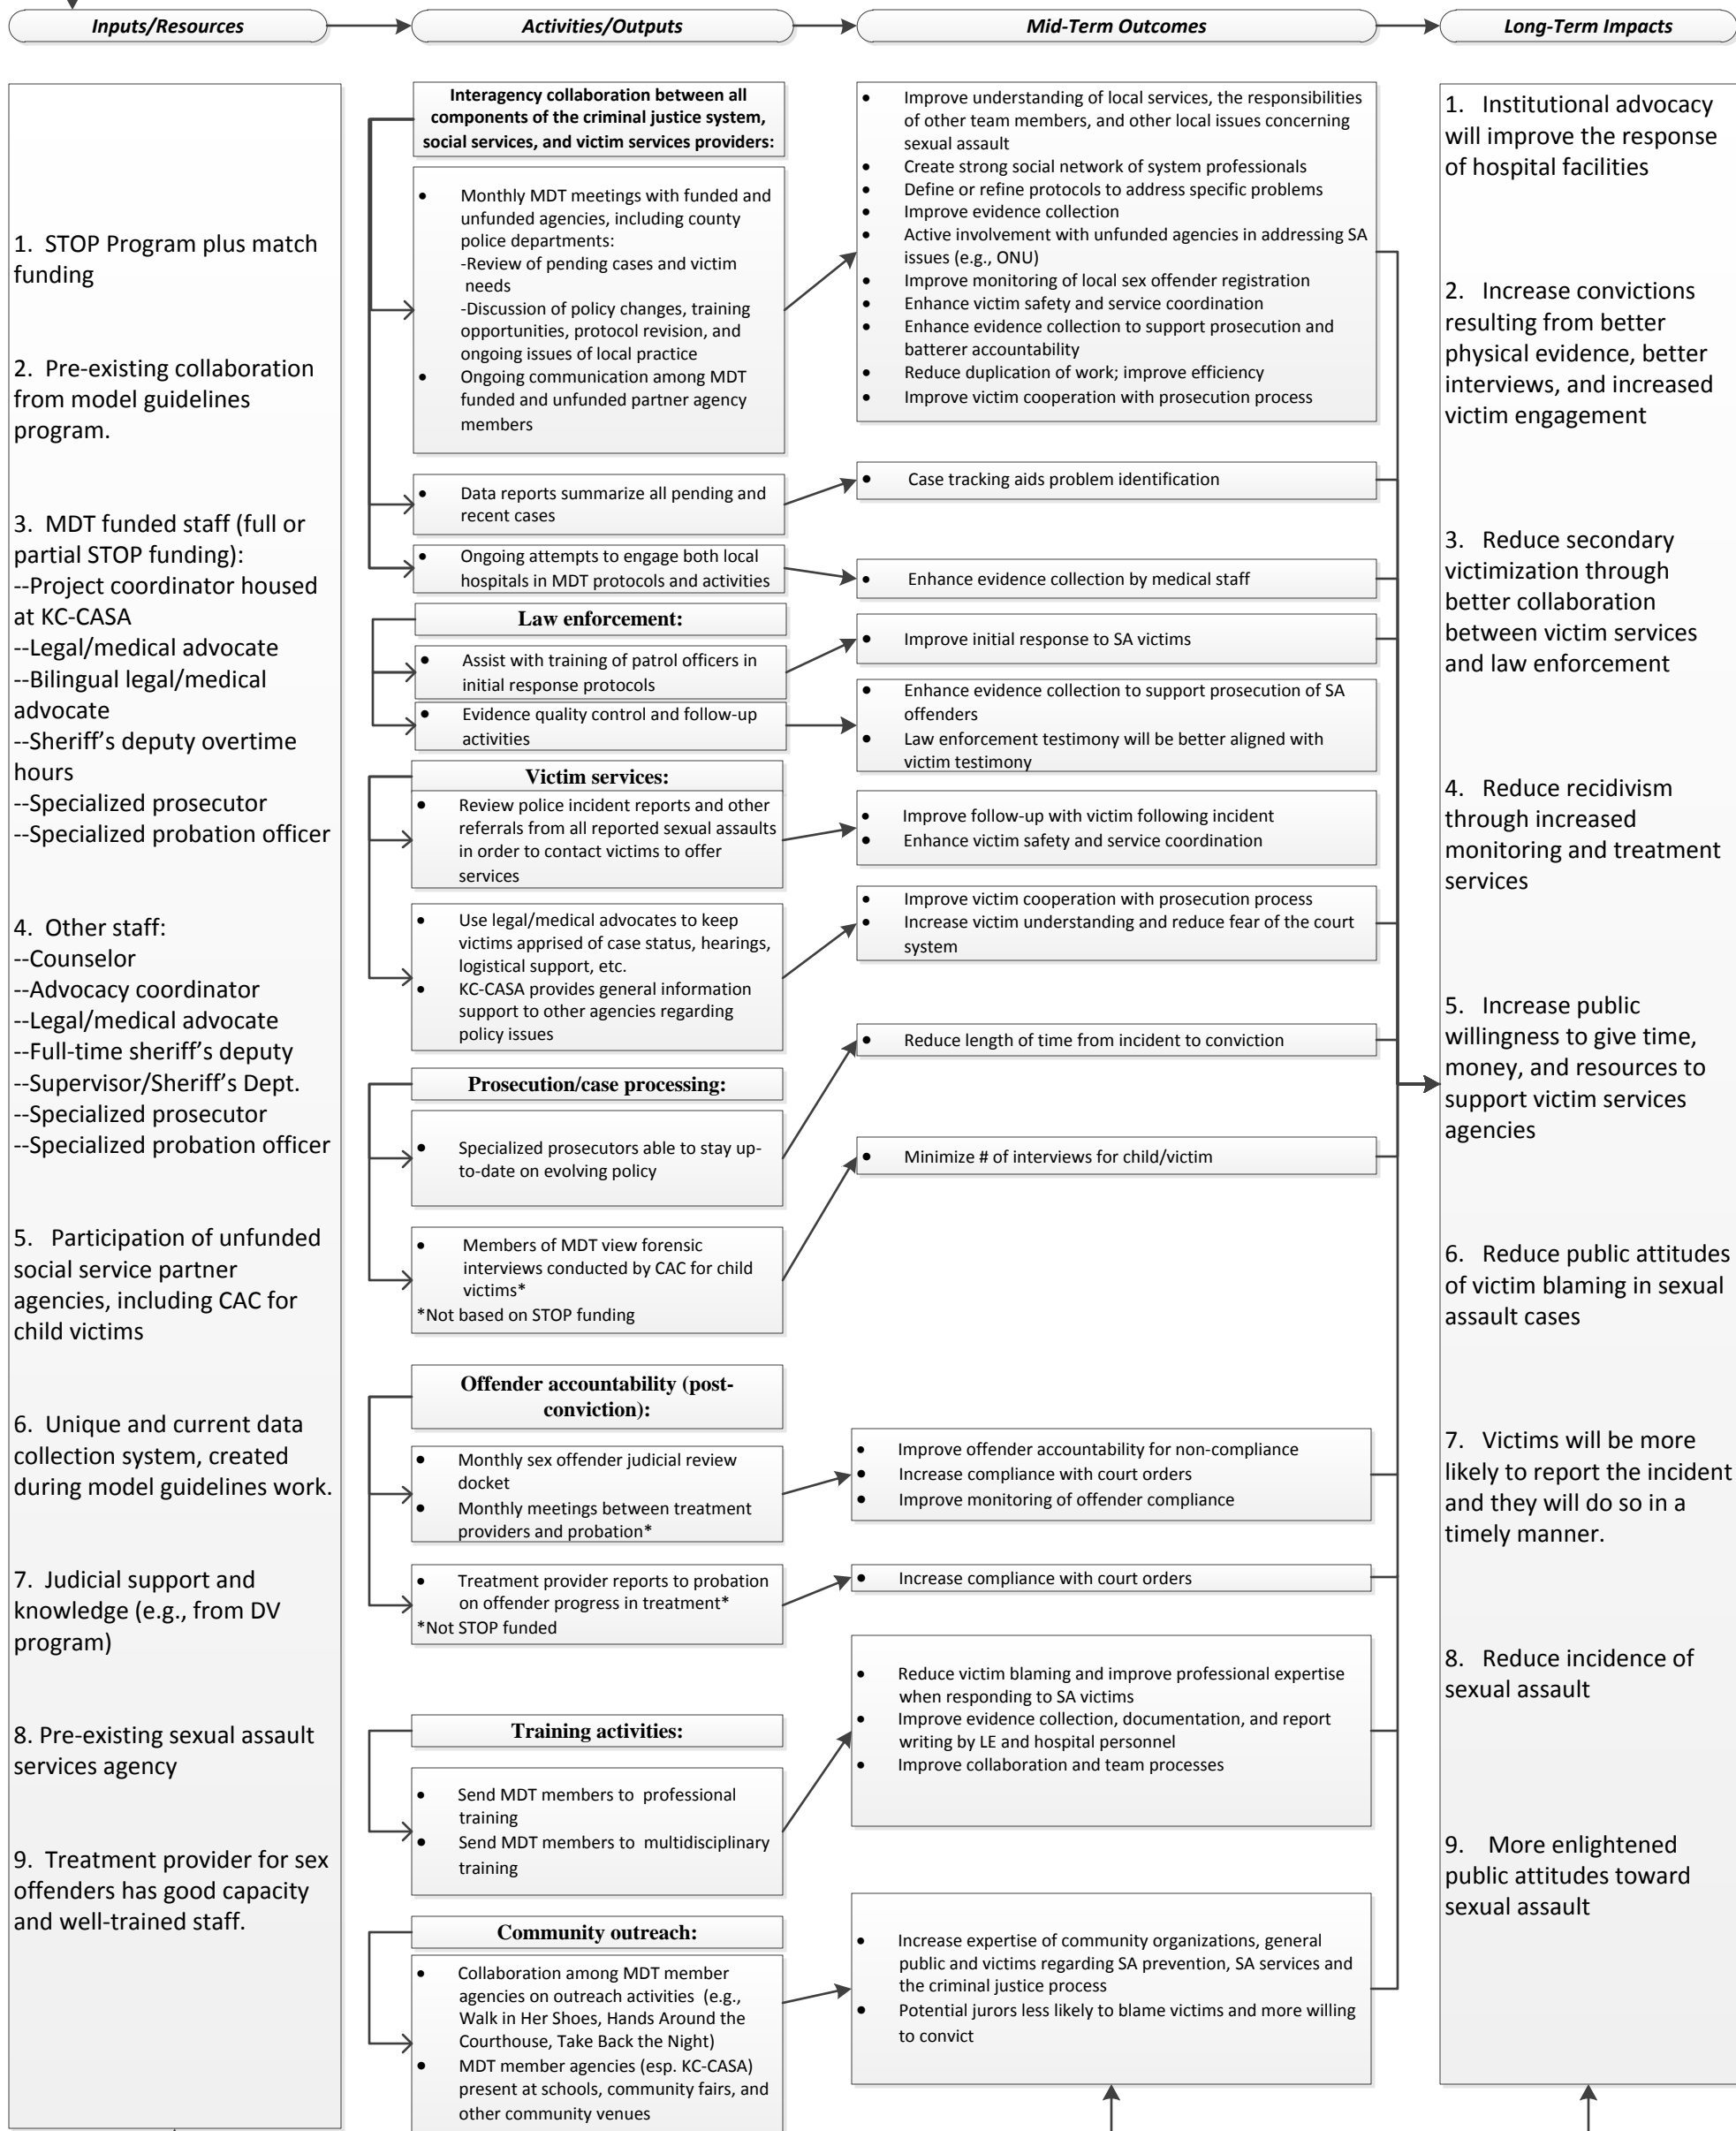 Inputs/Resources
Activities/Outputs
Mid-Term Outcomes
Long-Term Impacts
1. STOP Program plus match
funding
2. Pre-existing collaboration
from model guidelines
program.
3. MDT funded staff (full or
partial STOP funding):
--Project coordinator housed
at KC-CASA
--Legal/medical advocate
--Bilingual legal/medical
advocate
--Sheriff's deputy overtime
hours
--Specialized prosecutor
--Specialized probation officer
4. Other staff:
--Counselor
--Advocacy coordinator
--Legal/medical advocate
--Full-time sheriff's deputy
--Supervisor/Sheriff's Dept.
--Specialized prosecutor
--Specialized probation officer
5. Participation of unfunded
social service partner
agencies, including CAC for
child victims
6. Unique and current data
collection system, created
during model guidelines work.
7. Judicial support and
knowledge (e.g., from DV
program)
8. Pre-existing sexual assault
services agency
9. Treatment provider for sex
offenders has good capacity
and well-trained staff.
Interagency collaboration between all
components of the criminal justice system,
social services, and victim services providers:
• Monthly MDT meetings with funded and
unfunded agencies, including county
police departments:
-Review of pending cases and victim
needs
-Discussion of policy changes, training
opportunities, protocol revision, and
ongoing issues of local practice
• Ongoing communication among MDT
funded and unfunded partner agency
members
• Data reports summarize all pending and
recent cases
• Ongoing attempts to engage both local
hospitals in MDT protocols and activities
Law enforcement:
• Assist with training of patrol officers in
initial response protocols
• Evidence quality control and follow-up
activities
Victim services:
• Review police incident reports and other
referrals from all reported sexual assaults
in order to contact victims to offer
services
• Use legal/medical advocates to keep
victims apprised of case status, hearings,
logistical support, etc.
• KC-CASA provides general information
support to other agencies regarding
policy issues
Prosecution/case processing:
• Specialized prosecutors able to stay up-
to-date on evolving policy
• Members of MDT view forensic
interviews conducted by CAC for child
victims*
*Not based on STOP funding
Offender accountability (post-
conviction):
• Monthly sex offender judicial review
docket
• Monthly meetings between treatment
providers and probation*
• Treatment provider reports to probation
on offender progress in treatment*
*Not STOP funded
Training activities:
• Send MDT members to professional
training
• Send MDT members to multidisciplinary
training
Community outreach:
• Collaboration among MDT member
agencies on outreach activities (e.g.,
Walk in Her Shoes, Hands Around the
Courthouse, Take Back the Night)
• MDT member agencies (esp. KC-CASA)
present at schools, community fairs, and
other community venues
• Improve understanding of local services, the responsibilities
of other team members, and other local issues concerning
sexual assault
• Create strong social network of system professionals
• Define or refine protocols to address specific problems
• Improve evidence collection
• Active involvement with unfunded agencies in addressing SA
issues (e.g., ONU)
• Improve monitoring of local sex offender registration
• Enhance victim safety and service coordination
• Enhance evidence collection to support prosecution and
batterer accountability
• Reduce duplication of work; improve efficiency
• Improve victim cooperation with prosecution process
• Case tracking aids problem identification
• Enhance evidence collection by medical staff
• Improve initial response to SA victims
• Enhance evidence collection to support prosecution of SA
offenders
• Law enforcement testimony will be better aligned with
victim testimony
• Improve follow-up with victim following incident
• Enhance victim safety and service coordination
• Improve victim cooperation with prosecution process
• Increase victim understanding and reduce fear of the court
system
• Reduce length of time from incident to conviction
• Minimize # of interviews for child/victim
• Improve offender accountability for non-compliance
• Increase compliance with court orders
• Improve monitoring of offender compliance
• Increase compliance with court orders
• Reduce victim blaming and improve professional expertise
when responding to SA victims
• Improve evidence collection, documentation, and report
writing by LE and hospital personnel
• Improve collaboration and team processes
• Increase expertise of community organizations, general
public and victims regarding SA prevention, SA services and
the criminal justice process
• Potential jurors less likely to blame victims and more willing
to convict
1. Institutional advocacy
will improve the response
of hospital facilities
2. Increase convictions
resulting from better
physical evidence, better
interviews, and increased
victim engagement
3. Reduce secondary
victimization through
better collaboration
between victim services
and law enforcement
4. Reduce recidivism
through increased
monitoring and treatment
services
5. Increase public
willingness to give time,
money, and resources to
support victim services
agencies
6. Reduce public attitudes
of victim blaming in sexual
assault cases
7. Victims will be more
likely to report the incident
and they will do so in a
timely manner.
8. Reduce incidence of
sexual assault
9. More enlightened
public attitudes toward
sexual assault